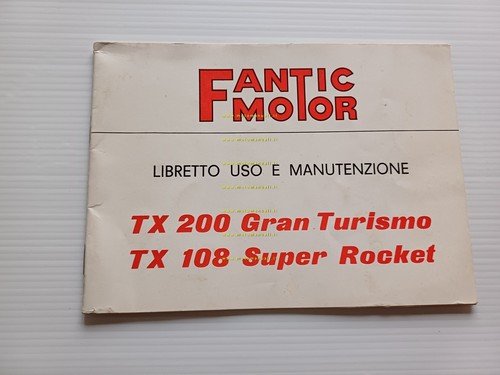 FANTIC
MOTOR
LIBRETTO USO E MANUTENZIONE
TX 200 Gran Turismo
TX 108 Super Rocket